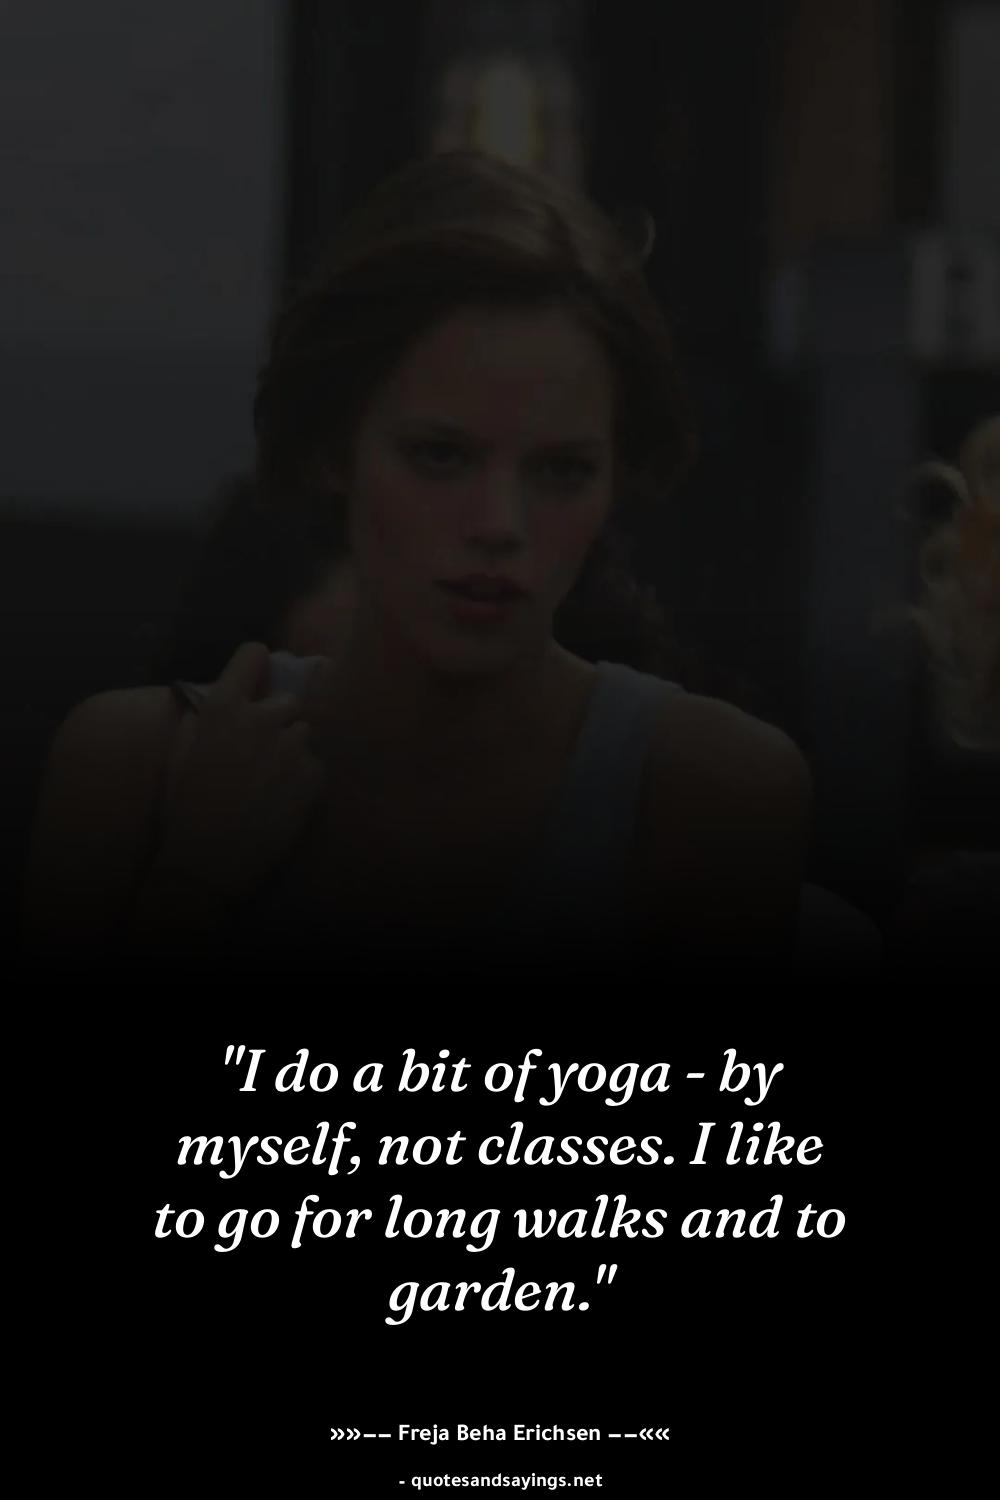 "I do a bit of yoga - by
myself, not classes. I like
to go for long walks and to
garden."
»»-- Freja Beha Erichsen --««
- quotesandsayings.net